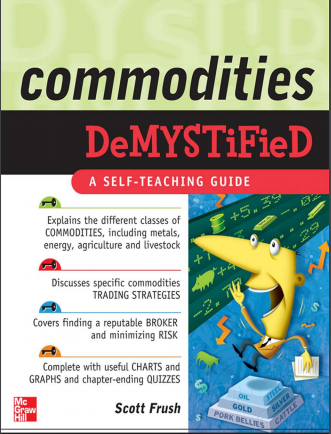 DYSTiD
commodities
DeMYSTiFieD
A SELF-TEACHING GUIDE
Explains the different classes of
COMMODITIES, including metals,
energy, agriculture and livestock
Discusses specific commodities
TRADING STRATEGIES
Covers finding a reputable BROKER
and minimizing RISK
Complete with useful CHARTS and
GRAPHS and chapter-ending QUIZZES
Mc
Graw
Hill
Scott Frush
OIL
STEEL
GOLD
SILVER
PORK BELLIES
CATTLE